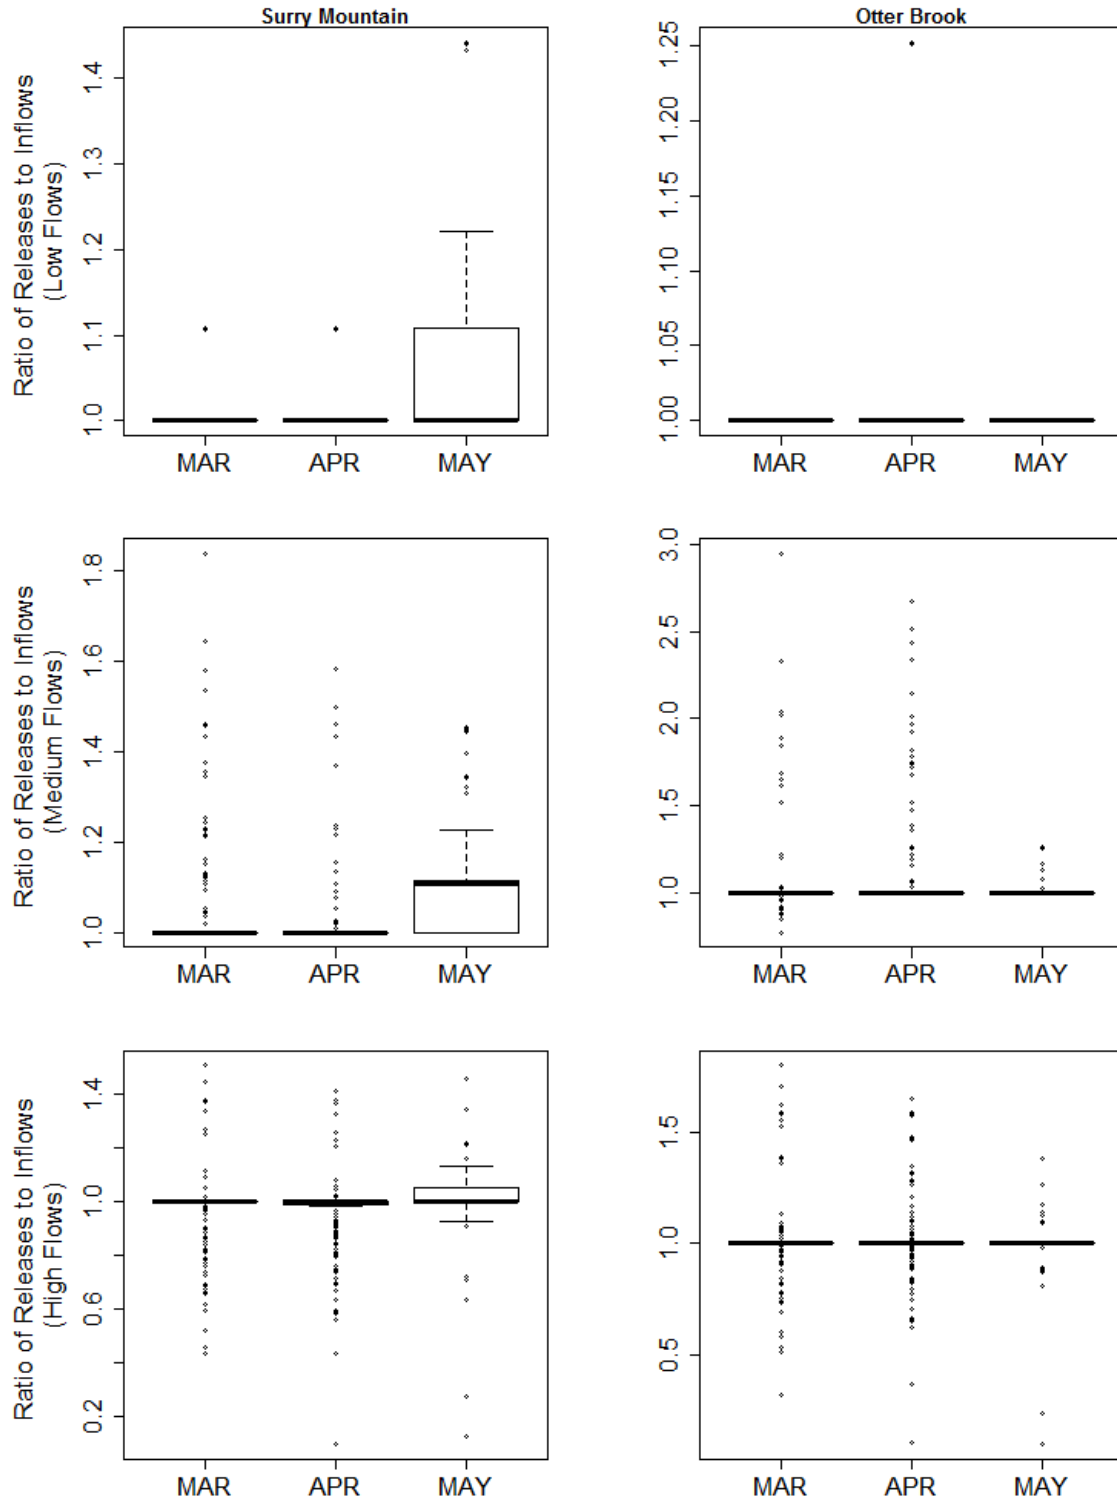 Surry Mountain
Otter Brook
Ratio of Releases to Inflows
(Low Flows)
1.4
1.3
1.2
1.1
1.0
MAR APR MAY
1.25
1.20
1.15
1.10
1.05
1.00
MAR APR MAY
Ratio of Releases to Inflows
(Medium Flows)
1.8
1.6
1.4
1.2
1.0
MAR APR MAY
3.0
2.5
2.0
1.5
1.0
MAR APR MAY
Ratio of Releases to Inflows
(High Flows)
1.4
1.0
0.6
0.2
MAR APR MAY
1.5
1.0
0.5
MAR APR MAY